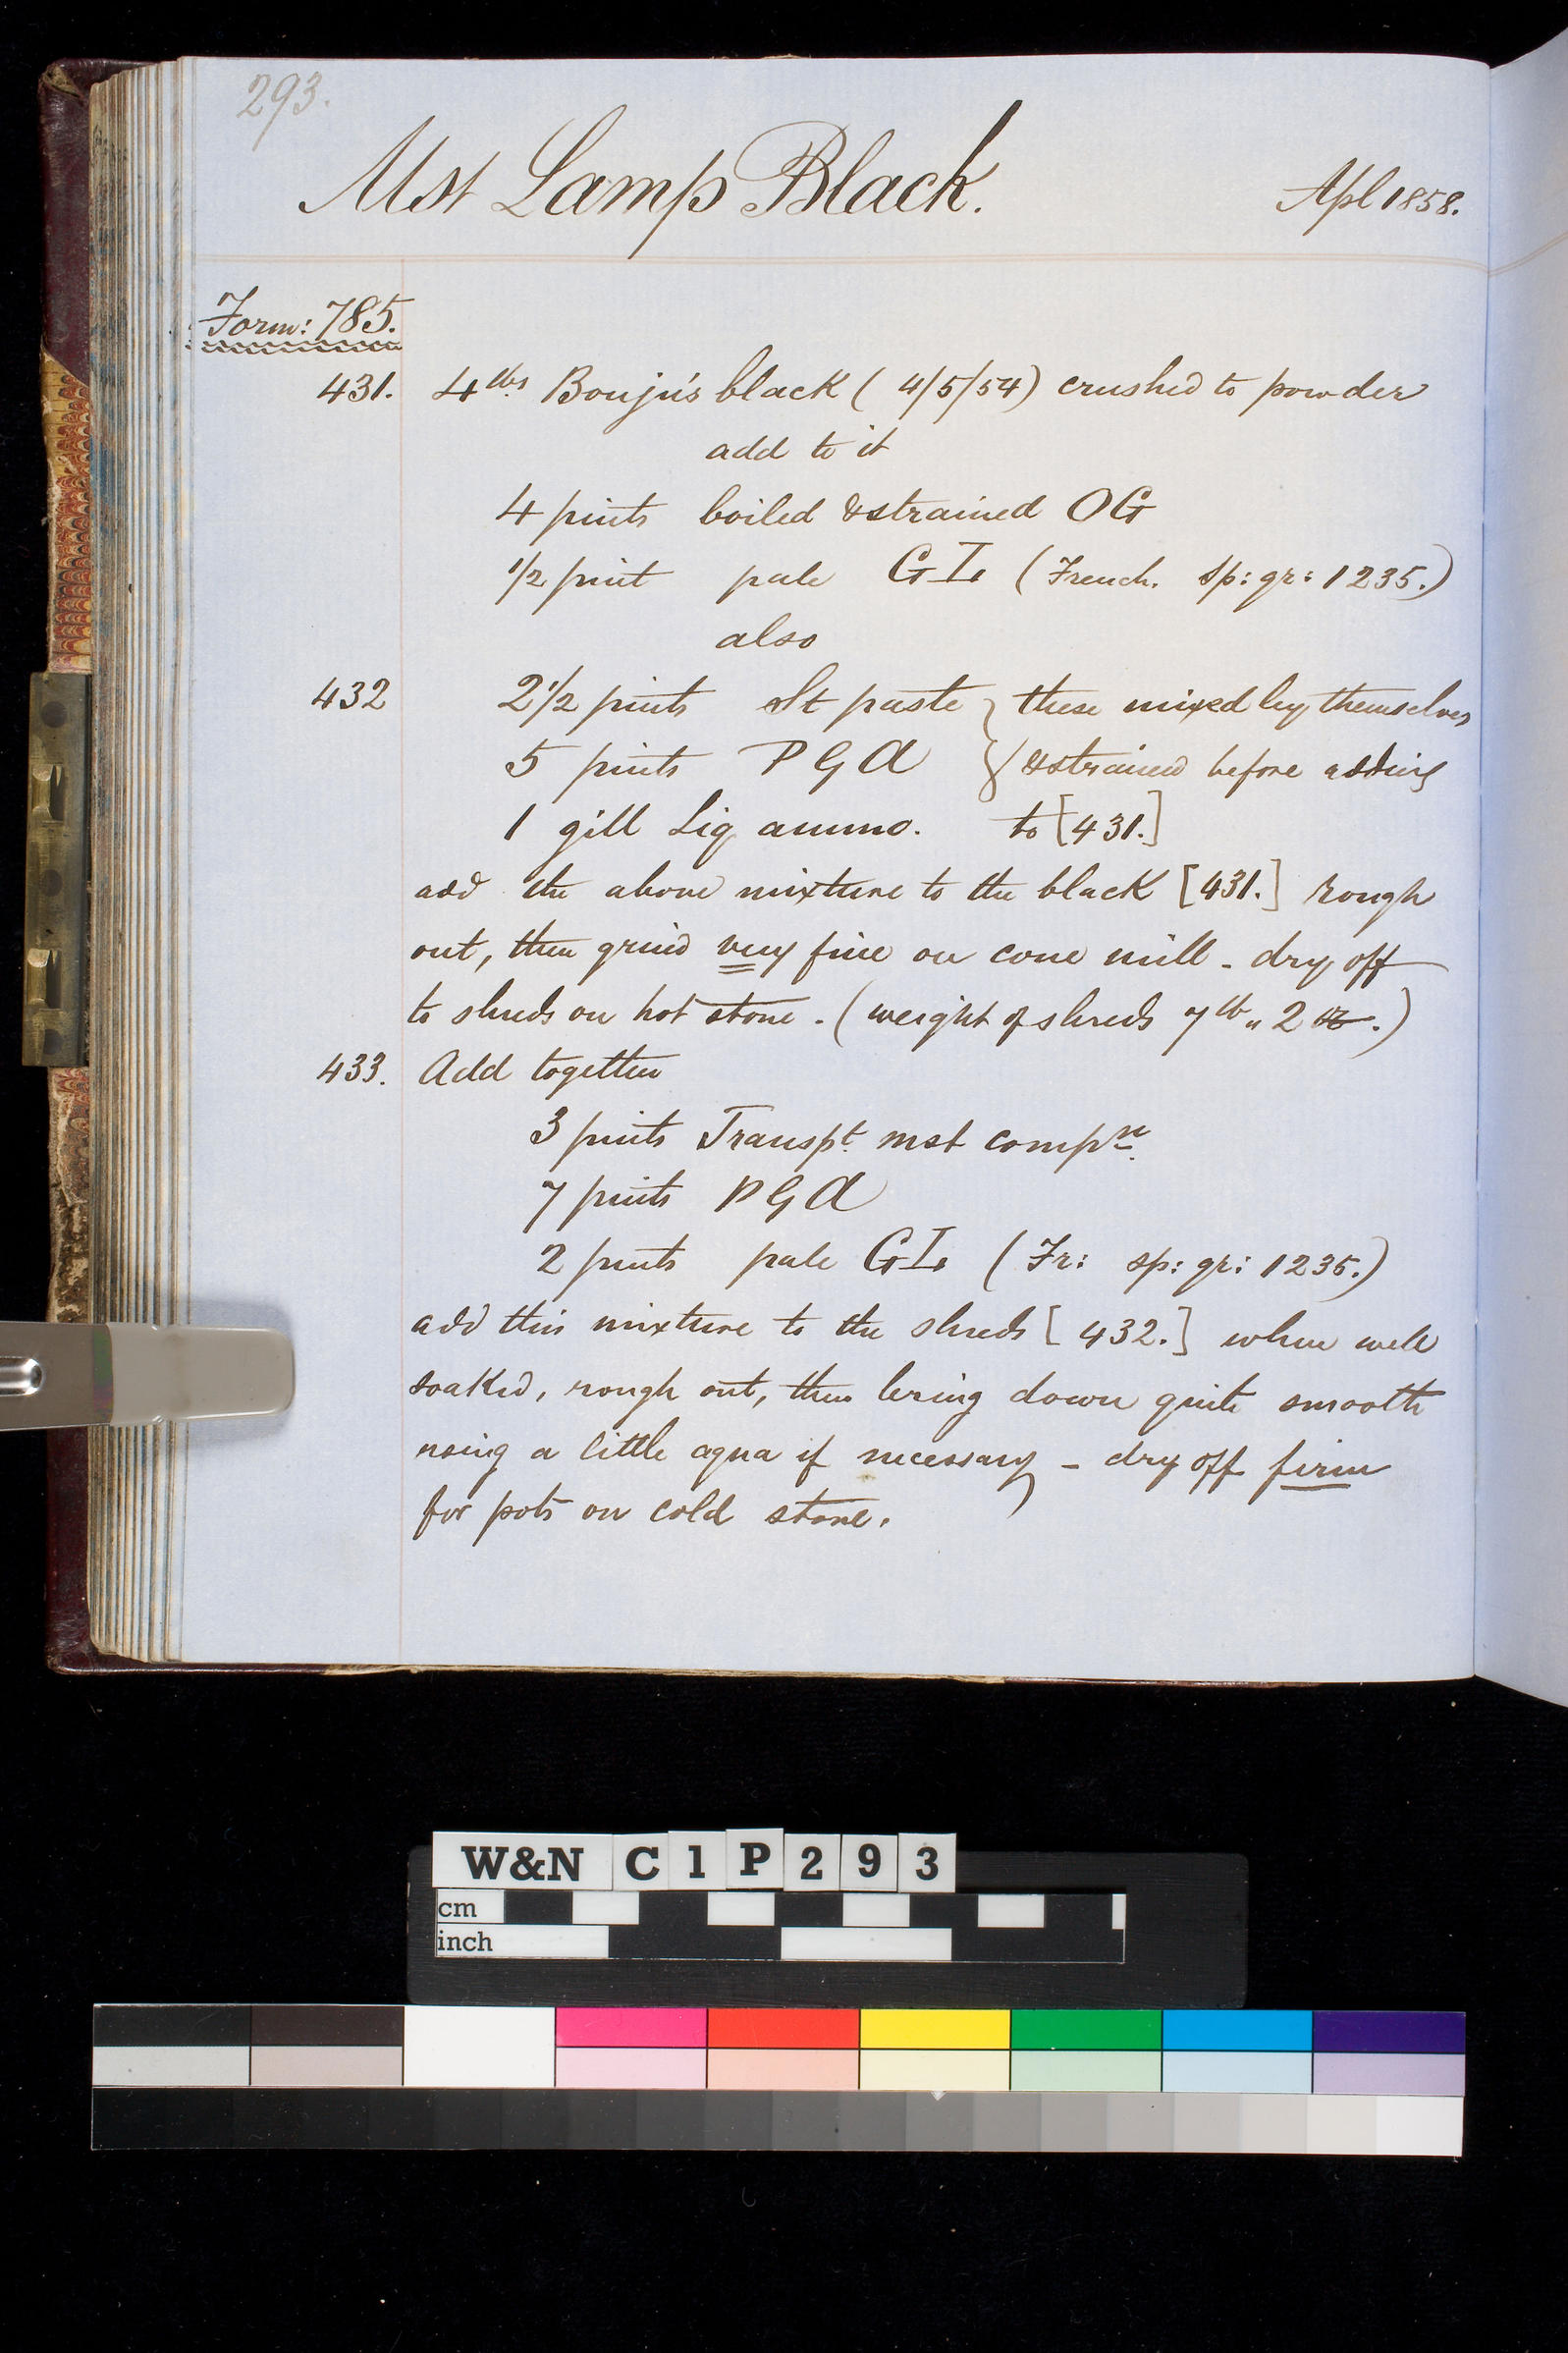 293.
Mst Lamp Black.
Apl 1858.
Form: 785.
431. 4 lbs Bouju's black ( 4/5/54) crushed to powder
add to it
4 pints boiled & strained OG
1/2 pint pale GL (French. sp: gr: 1235.)
also
432 2 1/2 pints St paste } these mixed by themselves
5 pints PGA } & strained before adding
1 gill Liq ammo. to [431.]
add the above mixture to the black [431.] rough
out, then grind very fine on cone mill - dry off
to shreds on hot stone. (weight of shreds 7 lb " 2 oz.)
433. Add together
3 pints Transpt. mst compn.
7 pints PGA
2 pints pale GL (Fr: sp: gr: 1235.)
add this mixture to the shreds [432.] when well
soaked, rough out, then bring down quite smooth
using a little aqua if necessary - dry off firm
for pots on cold stone.
W&N C1P293
cm
inch